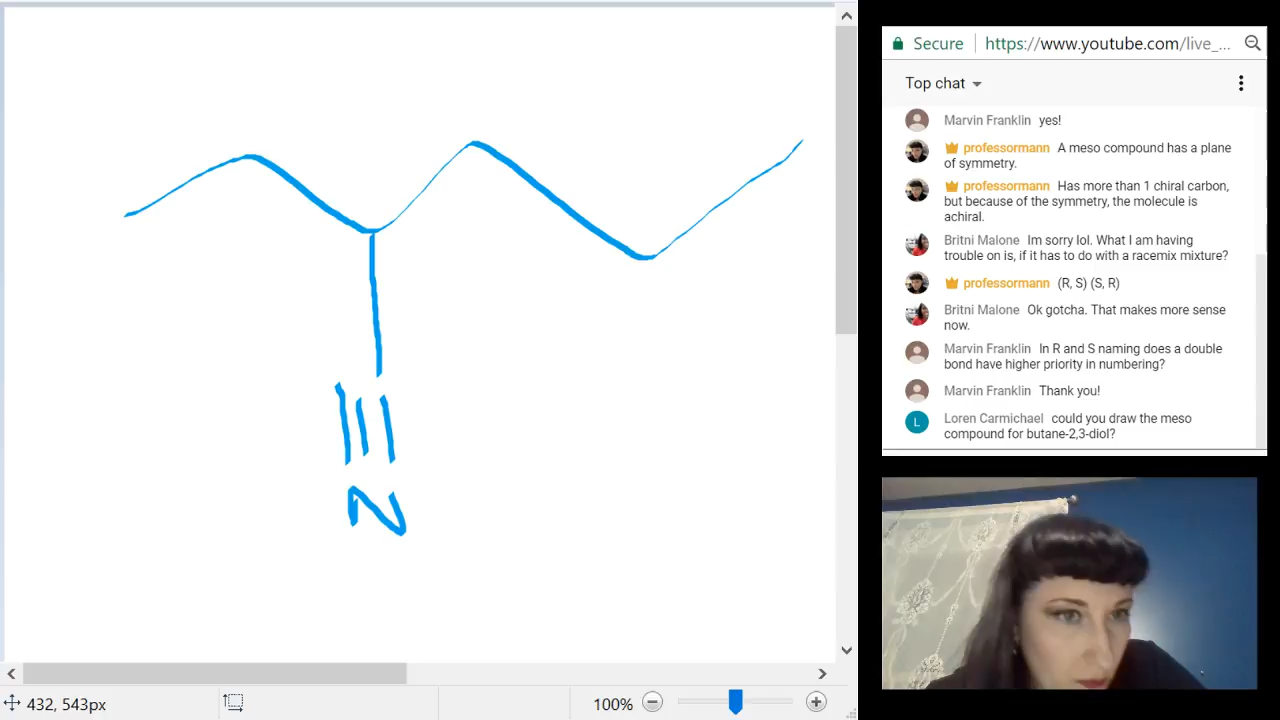 N
432, 543px
100%
Secure
https://www.youtube.com/live_...
Top chat
Marvin Franklin yes!
professormann A meso compound has a plane
of symmetry.
professormann Has more than 1 chiral carbon,
but because of the symmetry, the molecule is
achiral.
Britni Malone Im sorry lol. What I am having
trouble on is, if it has to do with a racemix mixture?
professormann (R, S) (S, R)
Britni Malone Ok gotcha. That makes more sense
now.
Marvin Franklin In R and S naming does a double
bond have higher priority in numbering?
Marvin Franklin Thank you!
L
Loren Carmichael could you draw the meso
compound for butane-2,3-diol?